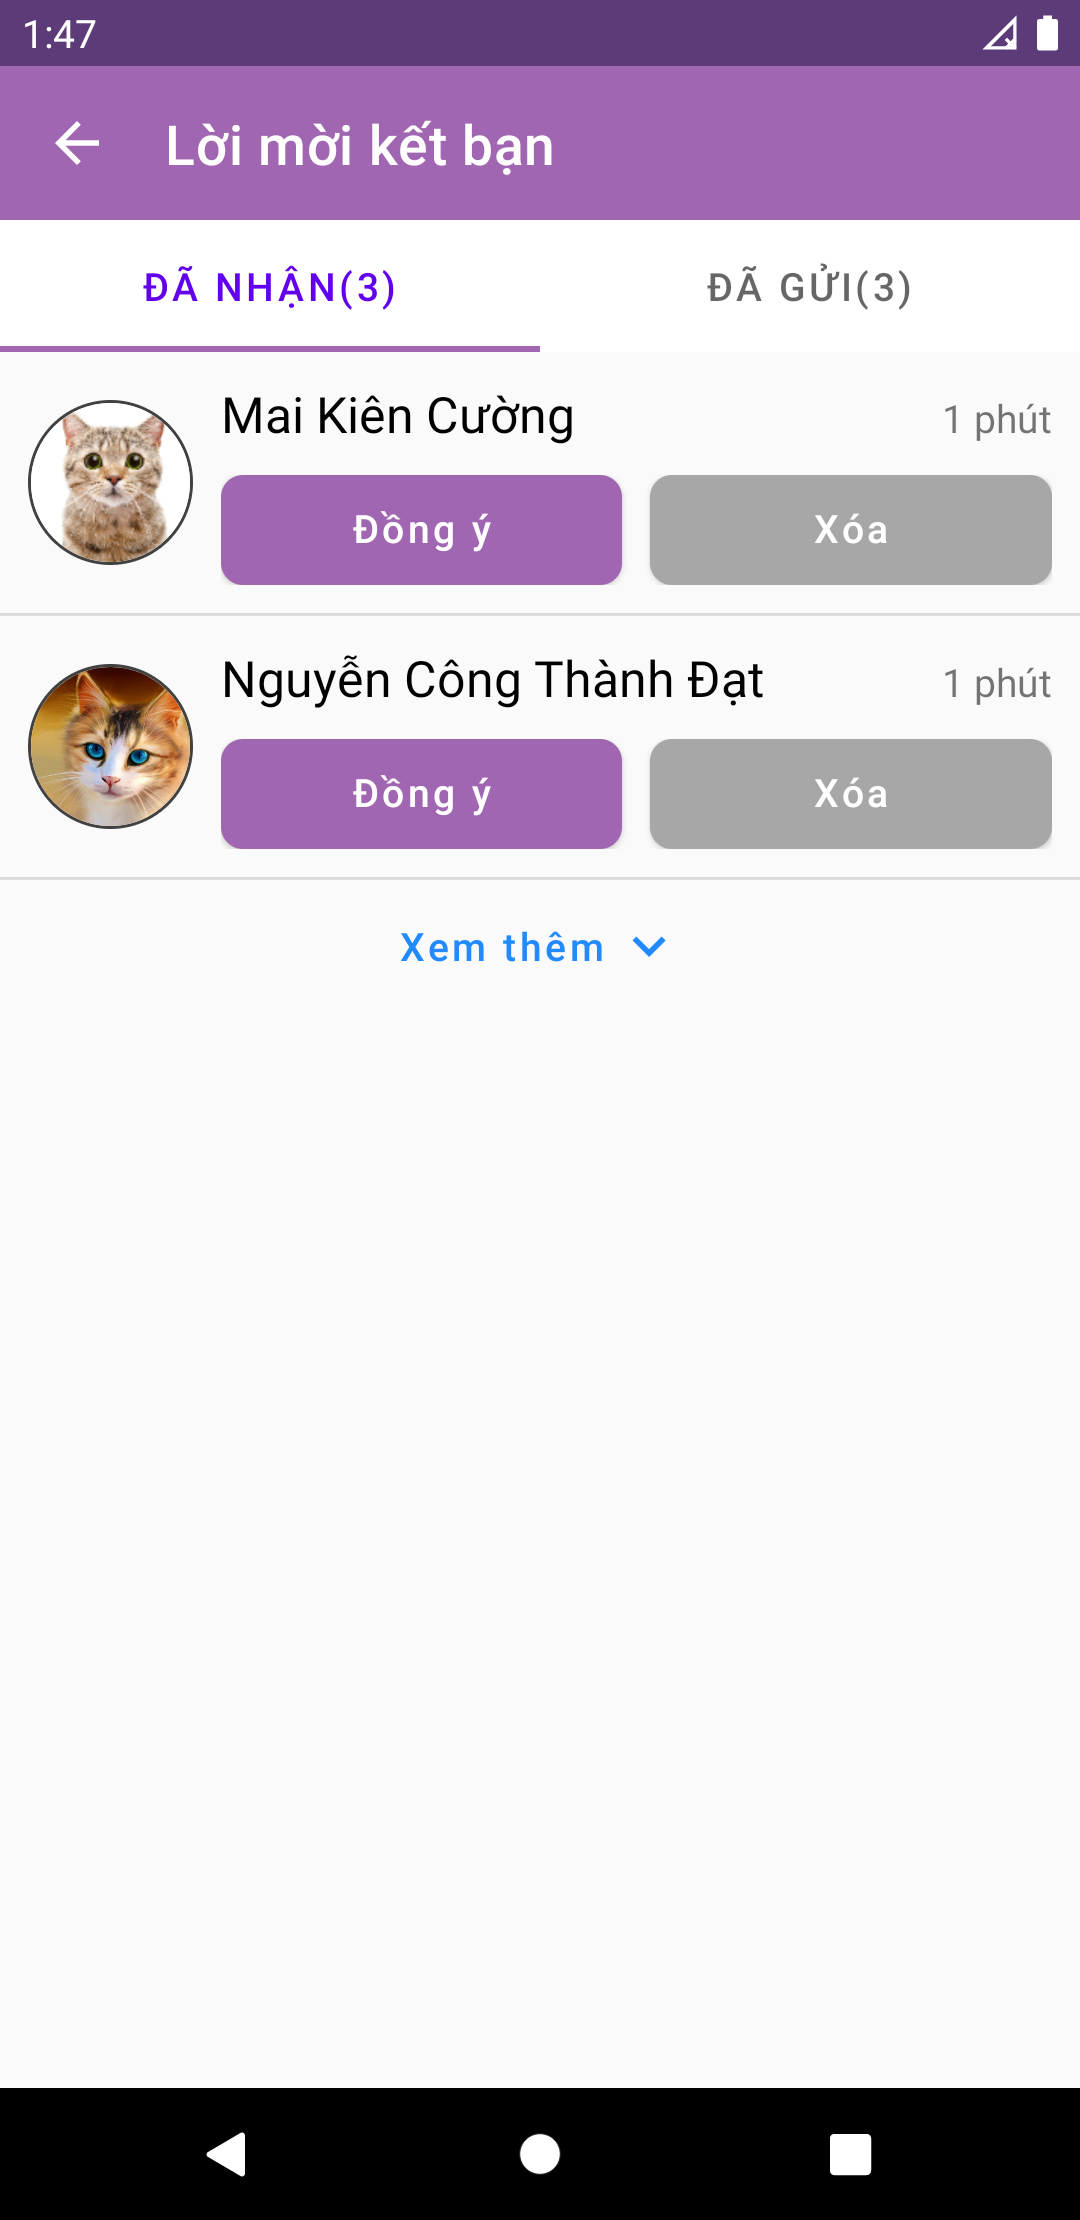 1:47
Lời mời kết bạn
ĐÃ NHẬN(3) ĐÃ GỬI(3)
Mai Kiên Cường 1 phút
Đồng ý Xóa
Nguyễn Công Thành Đạt 1 phút
Đồng ý Xóa
Xem thêm